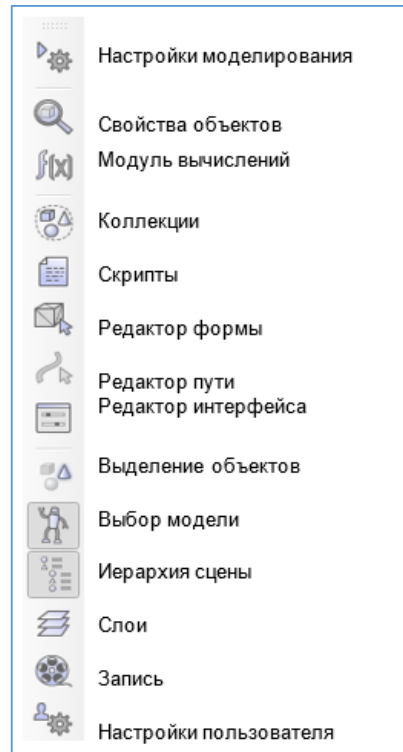 Настройки моделирования
Свойства объектов
f(x) Модуль вычислений
Коллекции
Скрипты
Редактор формы
Редактор пути
Редактор интерфейса
Выделение объектов
Выбор модели
Иерархия сцены
Слои
Запись
Настройки пользователя